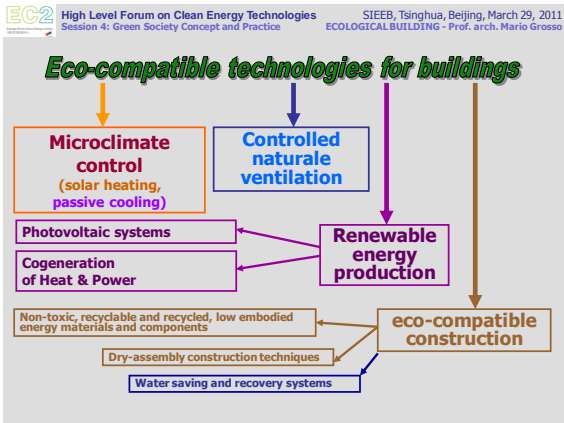 EC2
High Level Forum on Clean Energy Technologies
SIEEB, Tsinghua, Beijing, March 29, 2011
Session 4: Green Society Concept and Practice
ECOLOGICAL BUILDING - Prof. arch. Mario Grosso
Eco-compatible technologies for buildings
Microclimate
control
(solar heating,
passive cooling)
Controlled
naturale
ventilation
Photovoltaic systems
Cogeneration
of Heat & Power
Renewable
energy
production
Non-toxic, recyclable and recycled, low embodied
energy materials and components
eco-compatible
construction
Dry-assembly construction techniques
Water saving and recovery systems